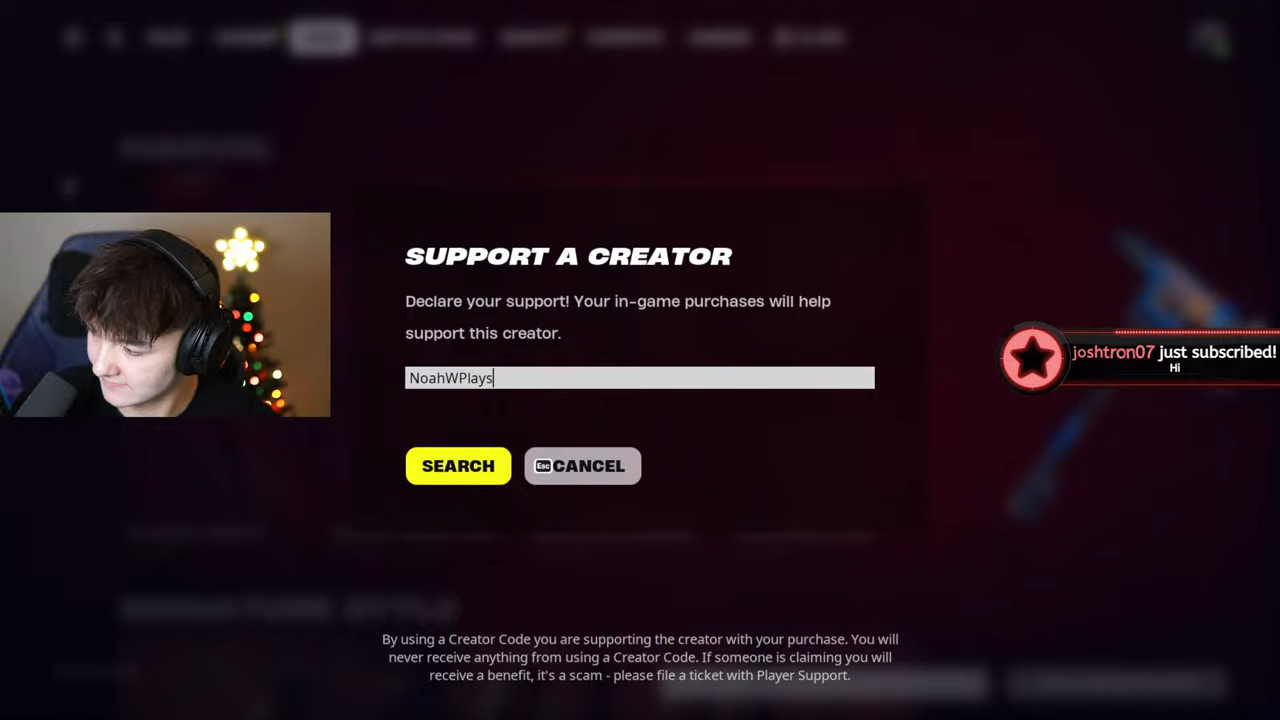 SUPPORT A CREATOR
Declare your support! Your in-game purchases will help
support this creator.
NoahWPlays
SEARCH
Esc CANCEL
joshtron07 just subscribed!
Hi
By using a Creator Code you are supporting the creator with your purchase. You will
never receive anything from using a Creator Code. If someone is claiming you will
receive a benefit, it's a scam - please file a ticket with Player Support.